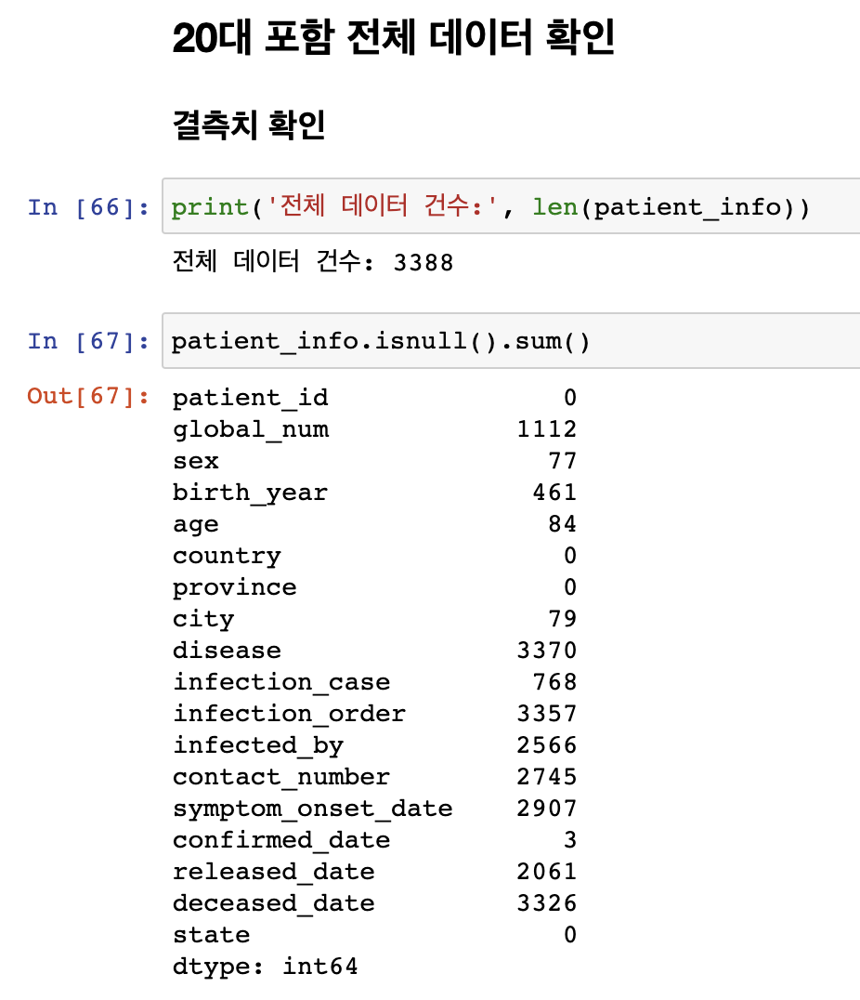 20대 포함 전체 데이터 확인
결측치 확인
In [66]: print('전체 데이터 건수:', len(patient_info))
전체 데이터 건수: 3388
In [67]: patient_info.isnull().sum()
Out[67]: patient_id 0
global_num 1112
sex 77
birth_year 461
age 84
country 0
province 0
city 79
disease 3370
infection_case 768
infection_order 3357
infected_by 2566
contact_number 2745
symptom_onset_date 2907
confirmed_date 3
released_date 2061
deceased_date 3326
state 0
dtype: int64